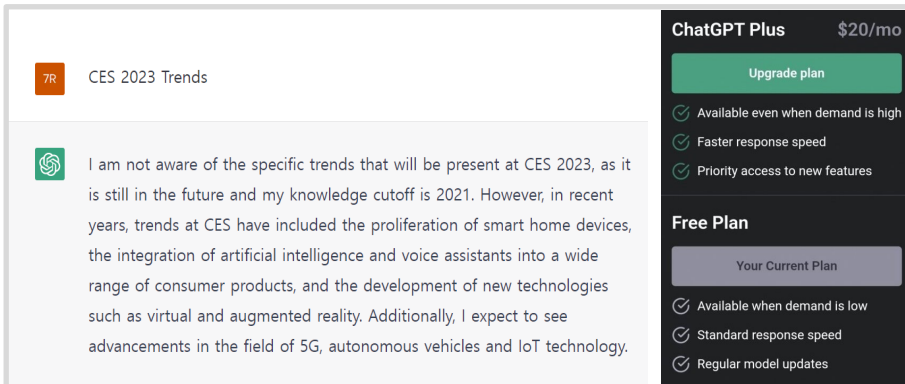 7R
CES 2023 Trends
I am not aware of the specific trends that will be present at CES 2023, as it
is still in the future and my knowledge cutoff is 2021. However, in recent
years, trends at CES have included the proliferation of smart home devices,
the integration of artificial intelligence and voice assistants into a wide
range of consumer products, and the development of new technologies
such as virtual and augmented reality. Additionally, I expect to see
advancements in the field of 5G, autonomous vehicles and IoT technology.
ChatGPT Plus $20/mo
Upgrade plan
Available even when demand is high
Faster response speed
Priority access to new features
Free Plan
Your Current Plan
Available when demand is low
Standard response speed
Regular model updates